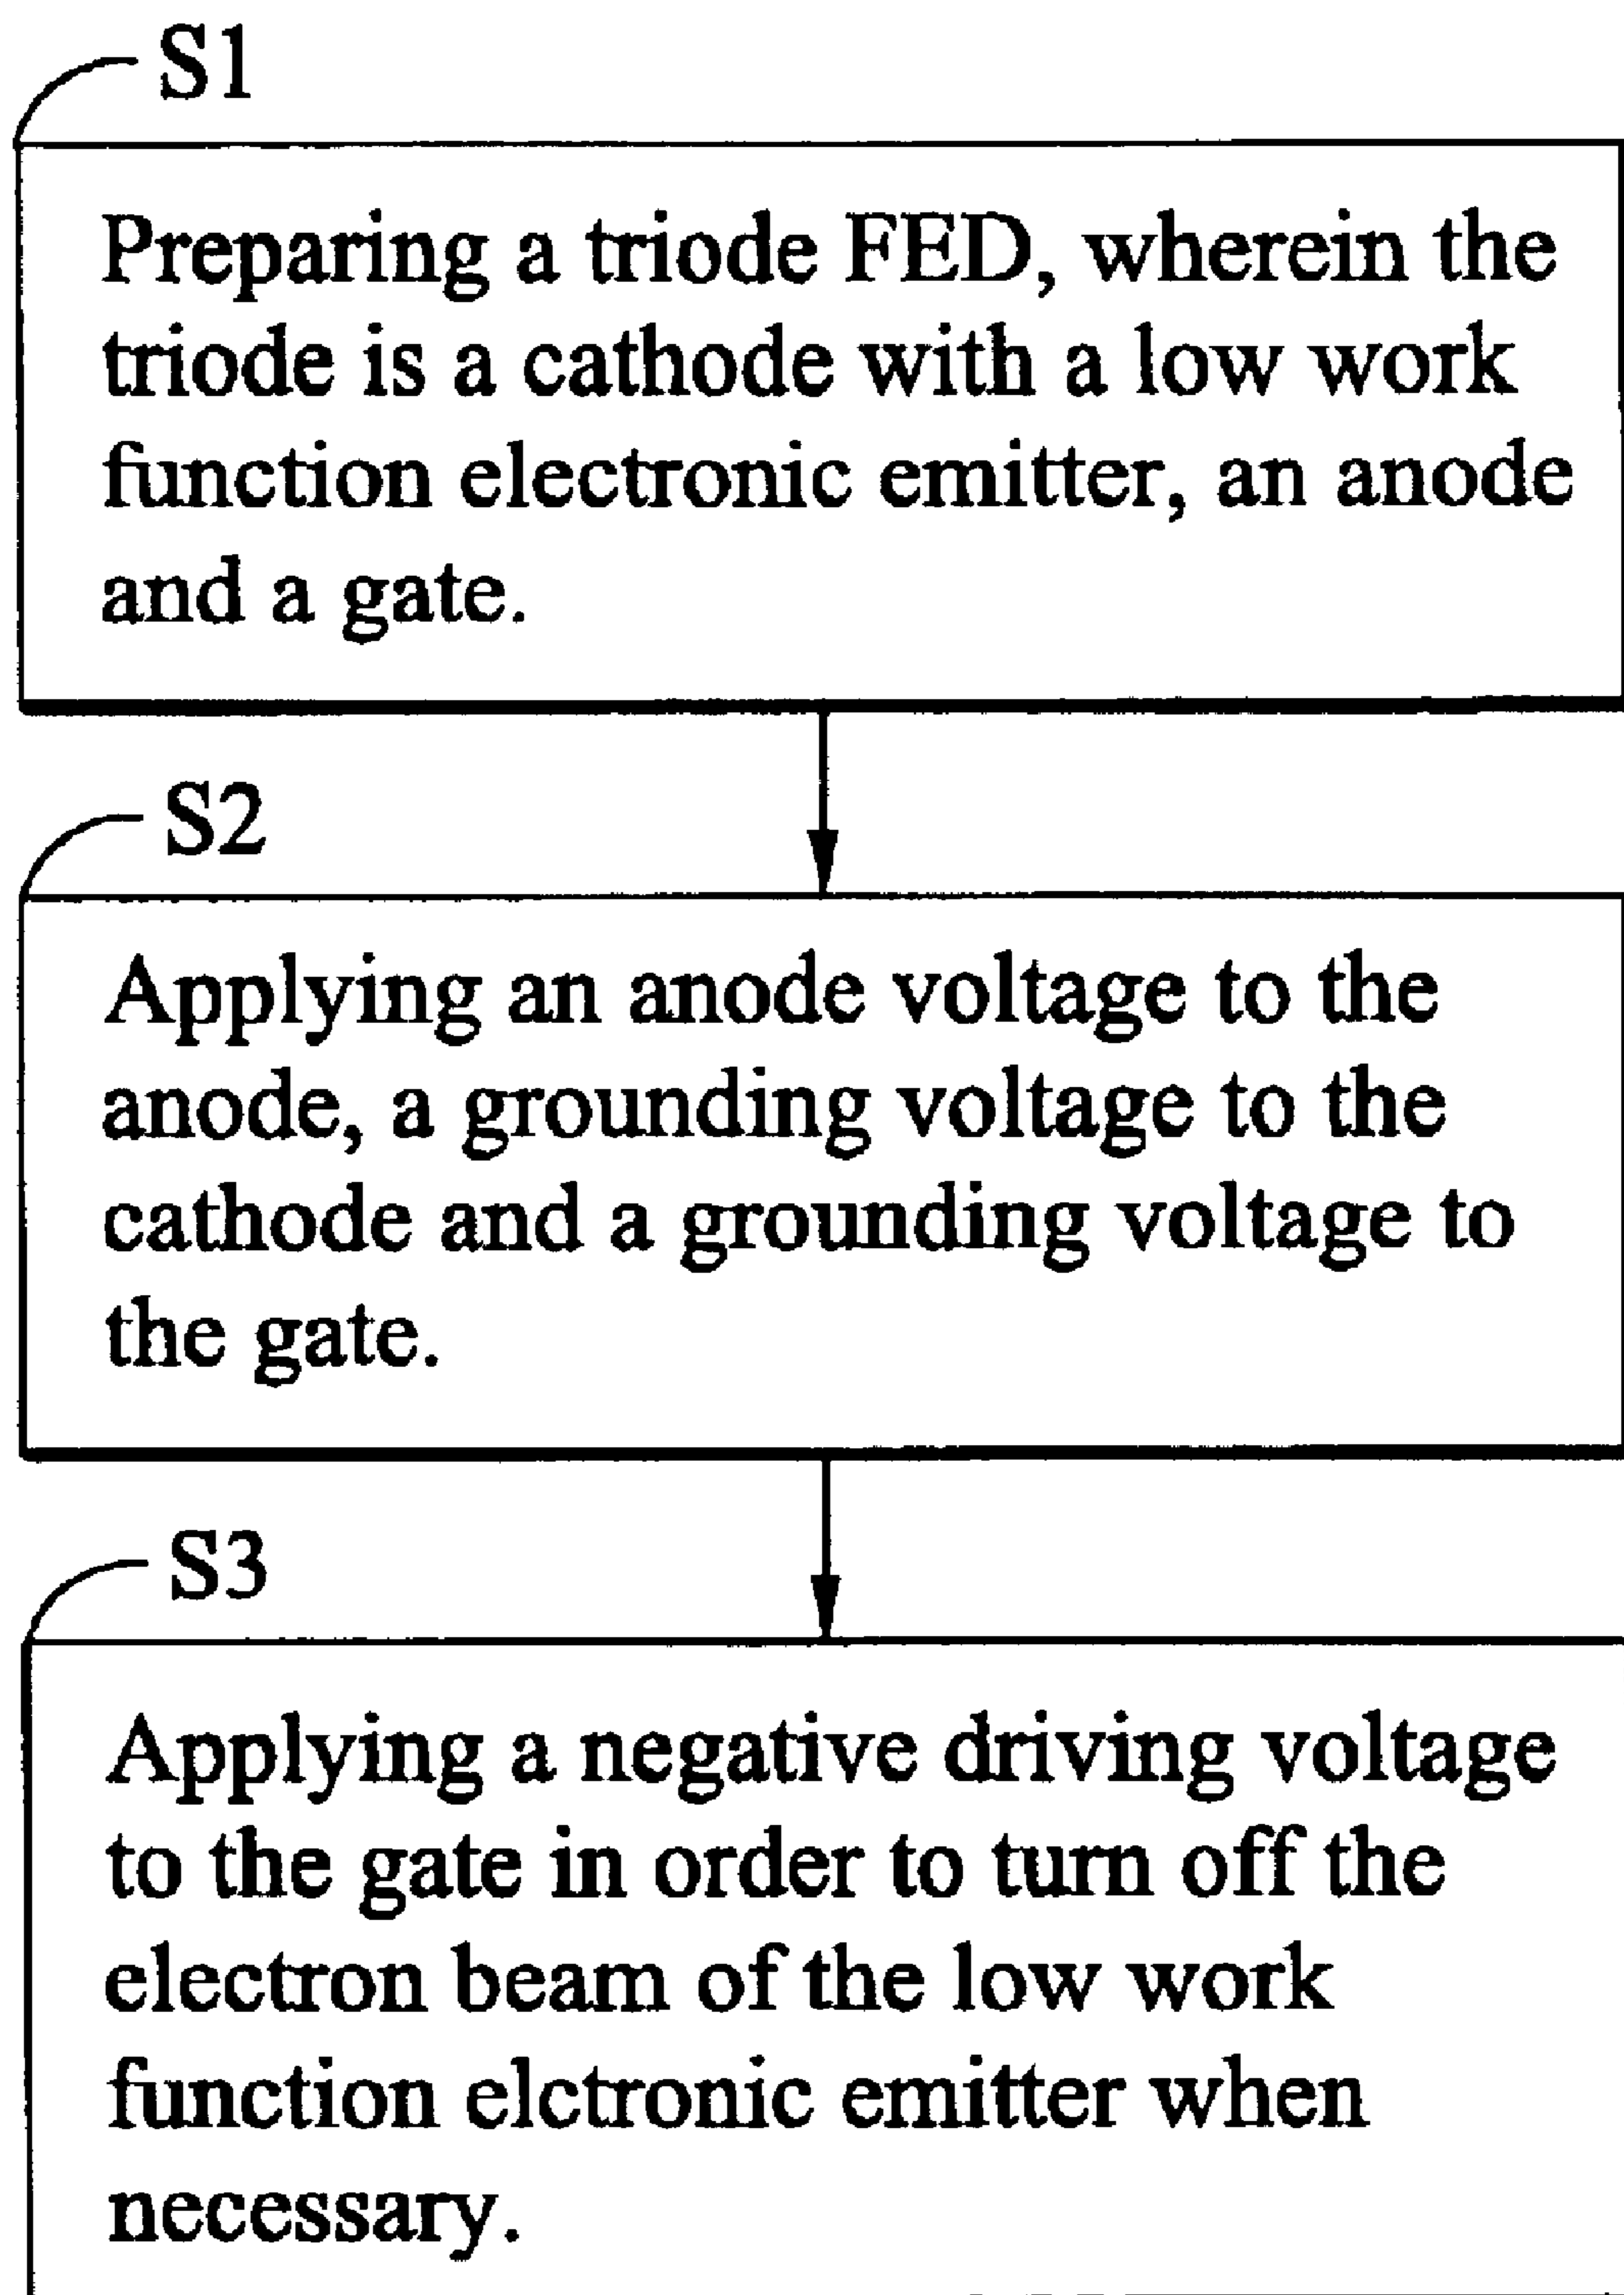 S1
Preparing a triode FED, wherein the
triode is a cathode with a low work
function electronic emitter, an anode
and a gate.
S2
Applying an anode voltage to the
anode, a grounding voltage to the
cathode and a grounding voltage to
the gate.
S3
Applying a negative driving voltage
to the gate in order to turn off the
electron beam of the low work
function elctronic emitter when
necessary.